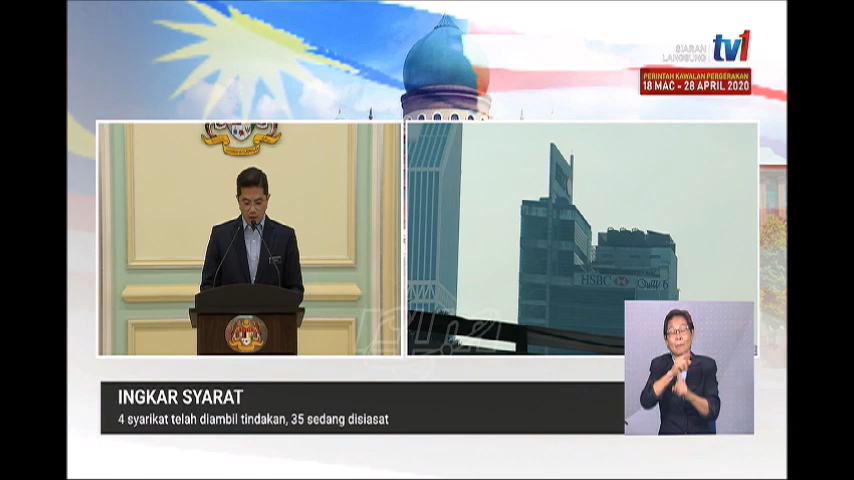 SIARAN
LANGSUNG
tv1
PERINTAH KAWALAN PERGERAKAN
18 MAC - 28 APRIL 2020
HSBC
rtm
INGKAR SYARAT
4 syarikat telah diambil tindakan, 35 sedang disiasat